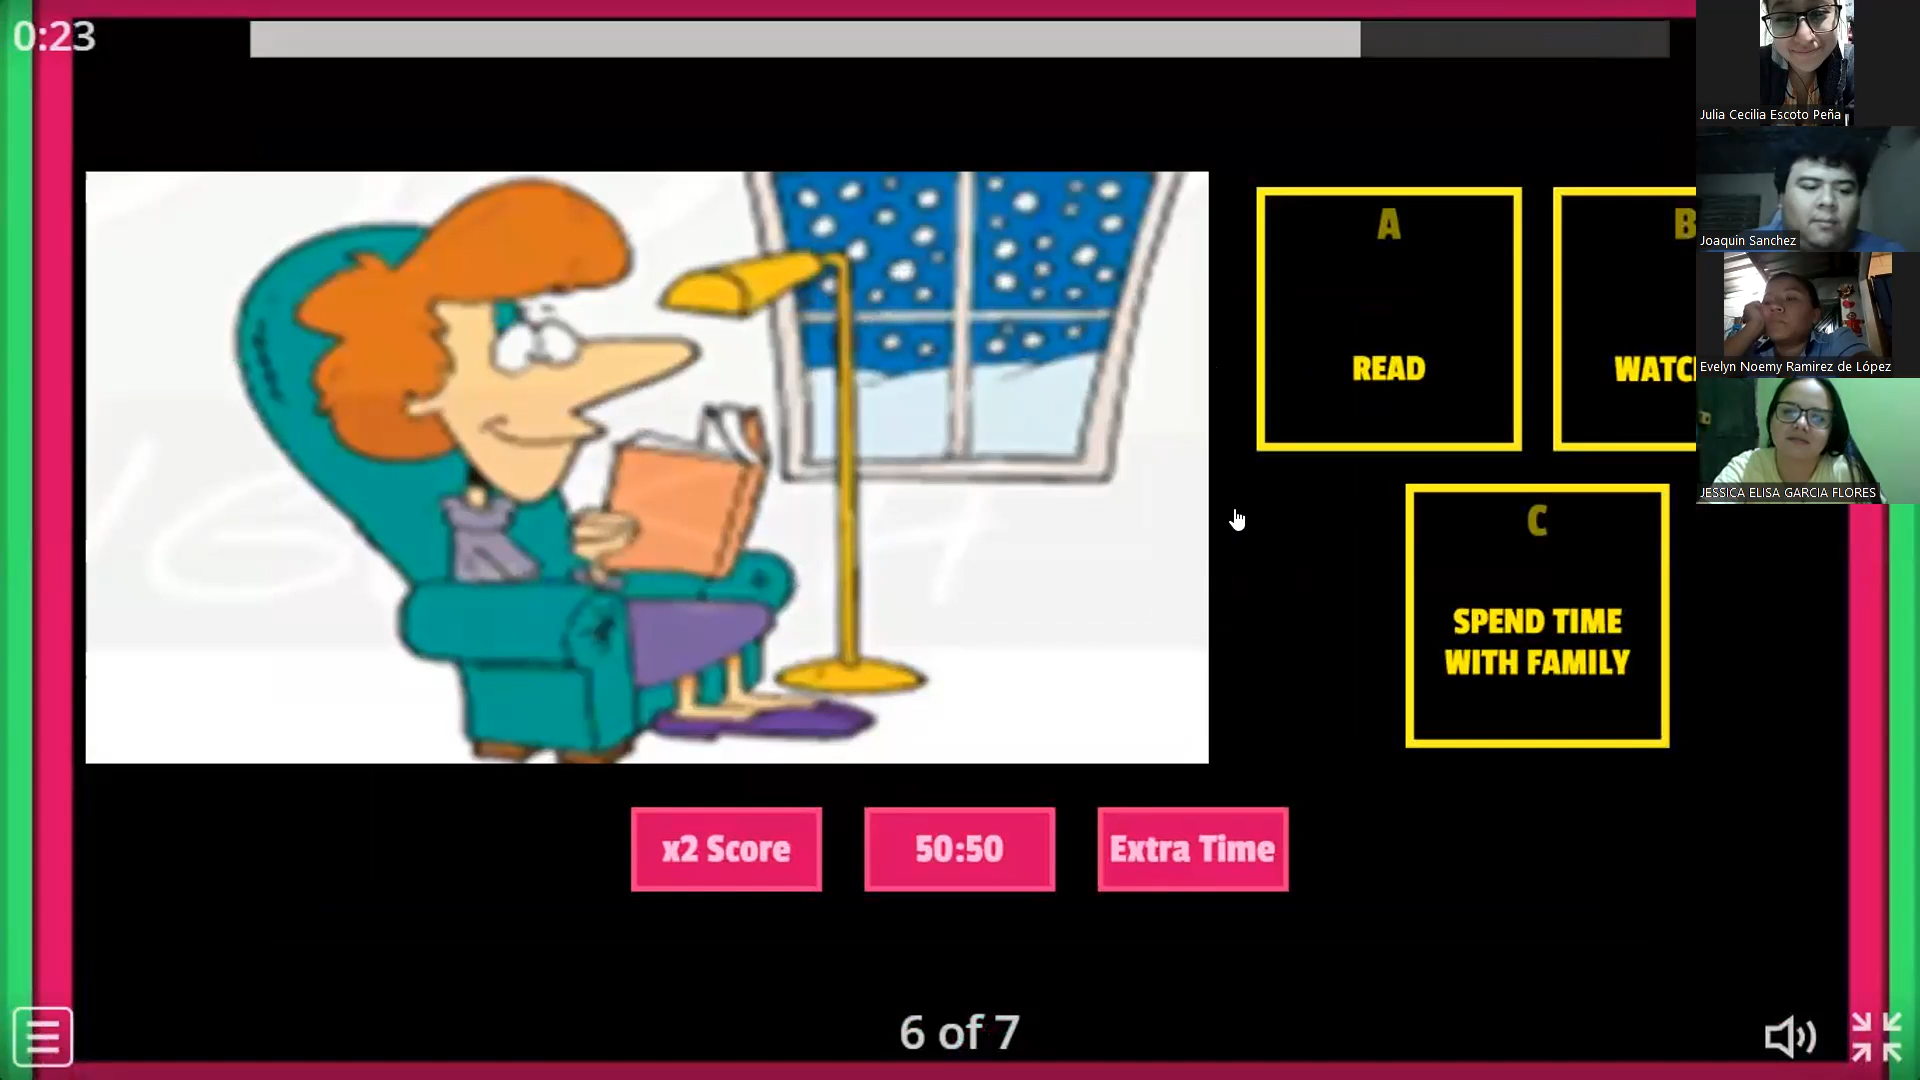 0:23
Julia Cecilia Escoto Peña
Joaquin Sanchez
Evelyn Noemy Ramirez de López
JESSICA ELISA GARCIA FLORES
A
READ
B
C
SPEND TIME
WITH FAMILY
x2 Score
50:50
Extra Time
6 of 7